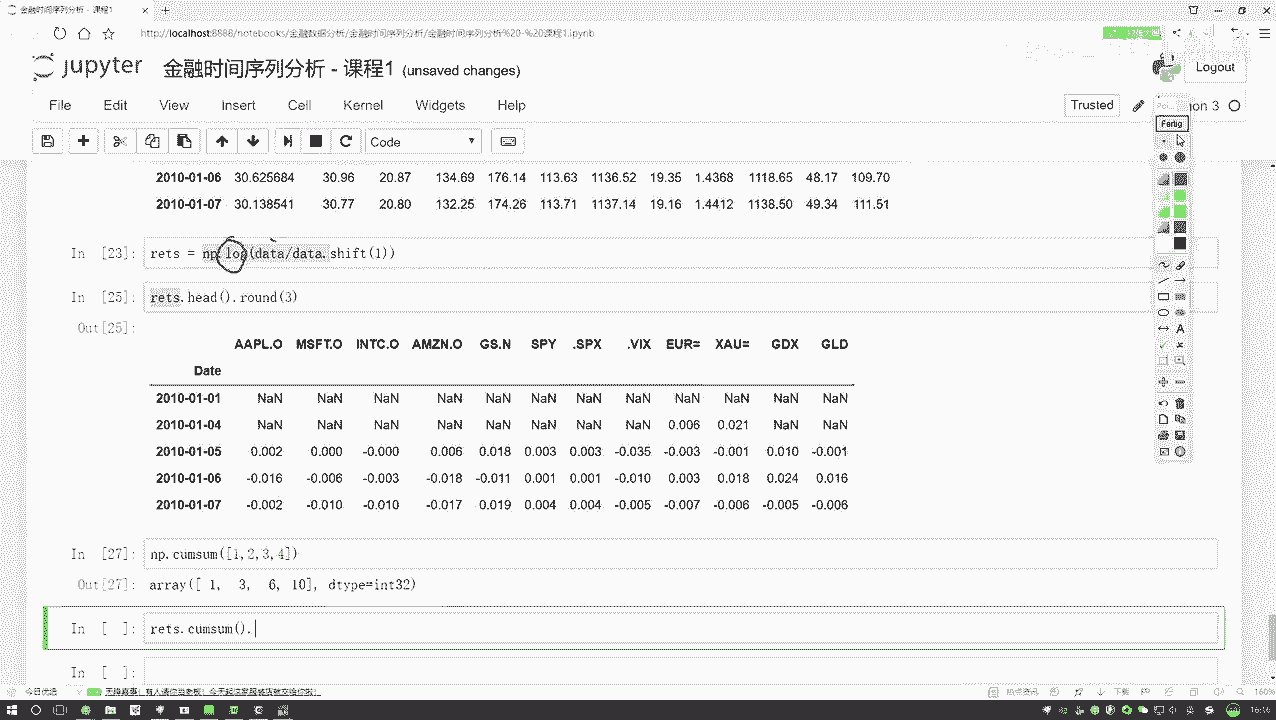 金融时间序列分析 - 课程1
http://localhost:8888/notebooks/金融数据分析/金融时间序列分析/金融时间序列分析%20-%20课程1.ipynb
jupyter 金融时间序列分析 - 课程1 (unsaved changes)
Logout
File Edit View Insert Cell Kernel Widgets Help
Trusted
on 3
Fertig
Code
2010-01-06 30.625684 30.96 20.87 134.69 176.14 113.63 1136.52 19.35 1.4368 1118.65 48.17 109.70
2010-01-07 30.138541 30.77 20.80 132.25 174.26 113.71 1137.14 19.16 1.4412 1138.50 49.34 111.51
In [23]: rets = np.log(data/data.shift(1))
In [25]: rets.head().round(3)
Out[25]:
AAPL.O MSFT.O INTC.O AMZN.O GS.N SPY .SPX .VIX EUR= XAU= GDX GLD
Date
2010-01-01 NaN NaN NaN NaN NaN NaN NaN NaN NaN NaN NaN NaN
2010-01-04 NaN NaN NaN NaN NaN NaN NaN NaN 0.006 0.021 NaN NaN
2010-01-05 0.002 0.000 -0.000 0.006 0.018 0.003 0.003 -0.035 -0.003 -0.001 0.010 -0.001
2010-01-06 -0.016 -0.006 -0.003 -0.018 -0.011 0.001 0.001 -0.010 0.003 0.018 0.024 0.016
2010-01-07 -0.002 -0.010 -0.010 -0.017 0.019 0.004 0.004 -0.005 -0.007 -0.006 -0.005 -0.006
In [27]: np.cumsum([1,2,3,4])
Out[27]: array([ 1, 3, 6, 10], dtype=int32)
In [ ]: rets.cumsum().
In [ ]:
今日优选
热点资讯
下载
160%
16:16